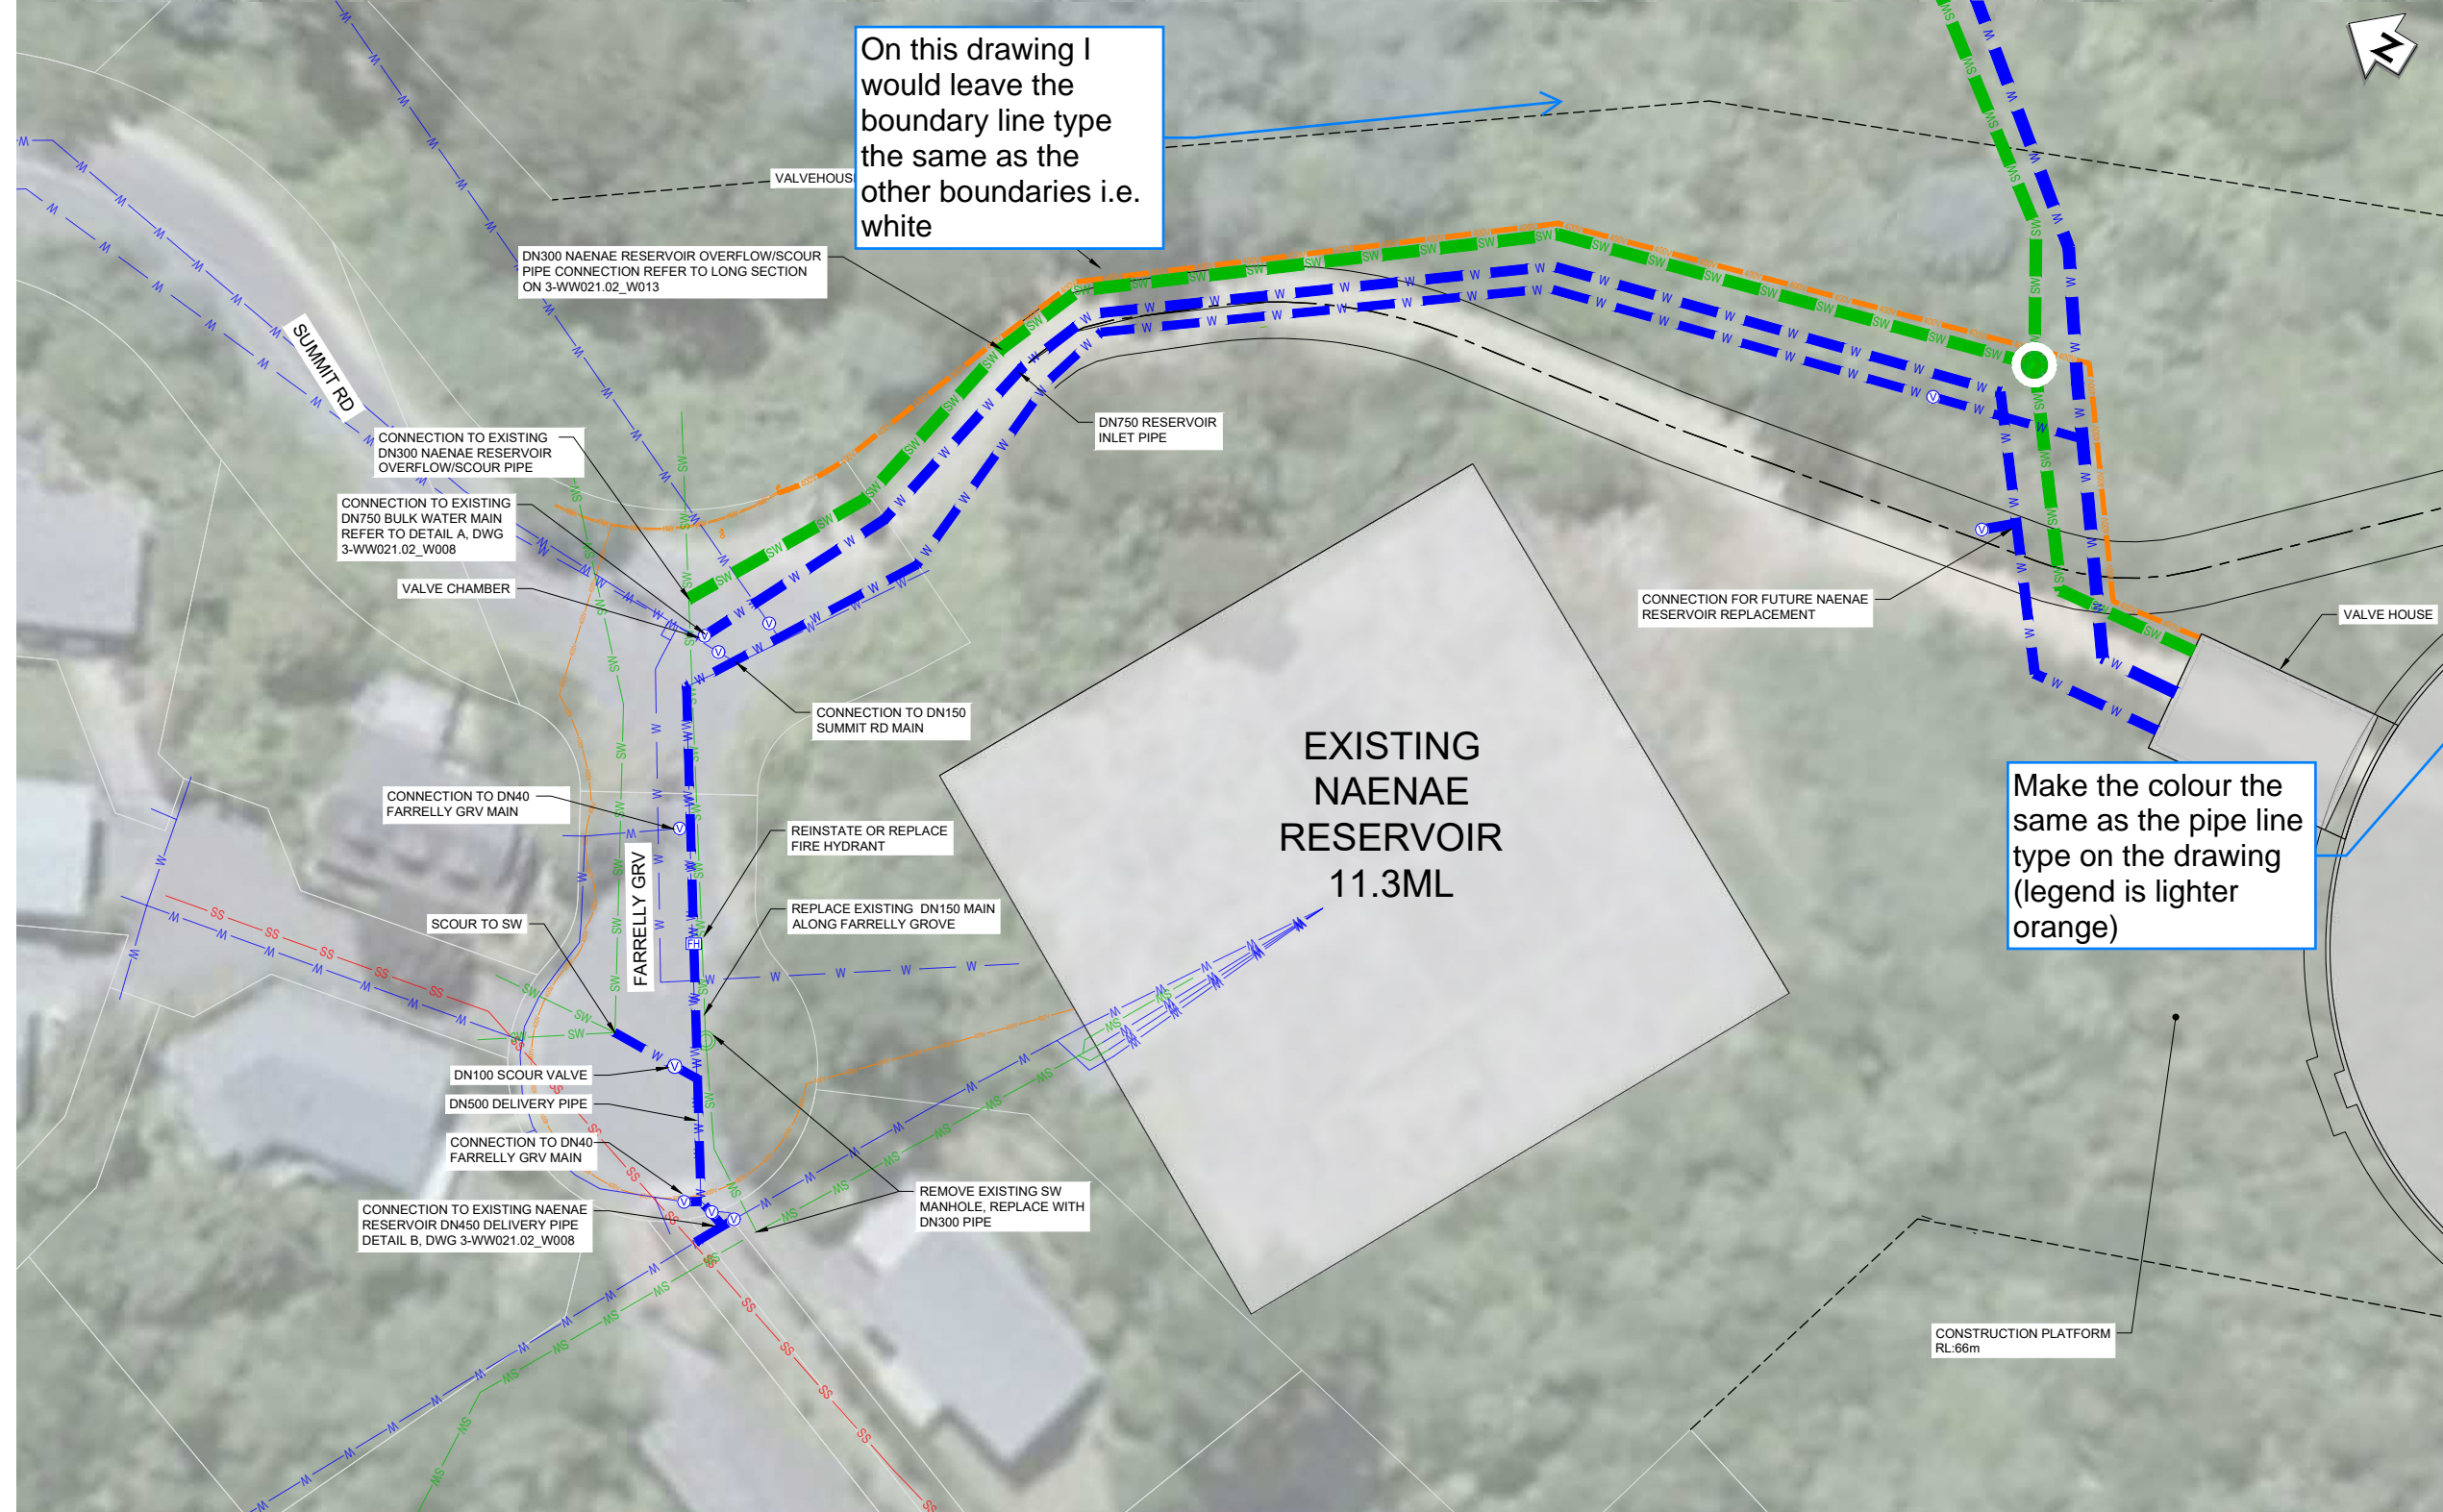 On this drawing I
would leave the
boundary line type
the same as the
other boundaries i.e.
white
N
DN300 NAENAE RESERVOIR OVERFLOW/SCOUR
PIPE CONNECTION REFER TO LONG SECTION
ON 3-WW021.02_W013
SUMMIT RD
DN750 RESERVOIR
INLET PIPE
CONNECTION TO EXISTING
DN300 NAENAE RESERVOIR
OVERFLOW/SCOUR PIPE
CONNECTION TO EXISTING
DN750 BULK WATER MAIN
REFER TO DETAIL A, DWG
3-WW021.02_W008
VALVE CHAMBER
CONNECTION FOR FUTURE NAENAE
RESERVOIR REPLACEMENT
VALVE HOUSE
CONNECTION TO DN150
SUMMIT RD MAIN
EXISTING
NAENAE
RESERVOIR
11.3ML
Make the colour the
same as the pipe line
type on the drawing
(legend is lighter
orange)
CONNECTION TO DN40
FARRELLY GRV MAIN
REINSTATE OR REPLACE
FIRE HYDRANT
FARRELLY GRV
SCOUR TO SW
REPLACE EXISTING DN150 MAIN
ALONG FARRELLY GROVE
FH
DN100 SCOUR VALVE
DN500 DELIVERY PIPE
CONNECTION TO DN40
FARRELLY GRV MAIN
CONNECTION TO EXISTING NAENAE
RESERVOIR DN450 DELIVERY PIPE
DETAIL B, DWG 3-WW021.02_W008
REMOVE EXISTING SW
MANHOLE, REPLACE WITH
DN300 PIPE
CONSTRUCTION PLATFORM
RL:66m